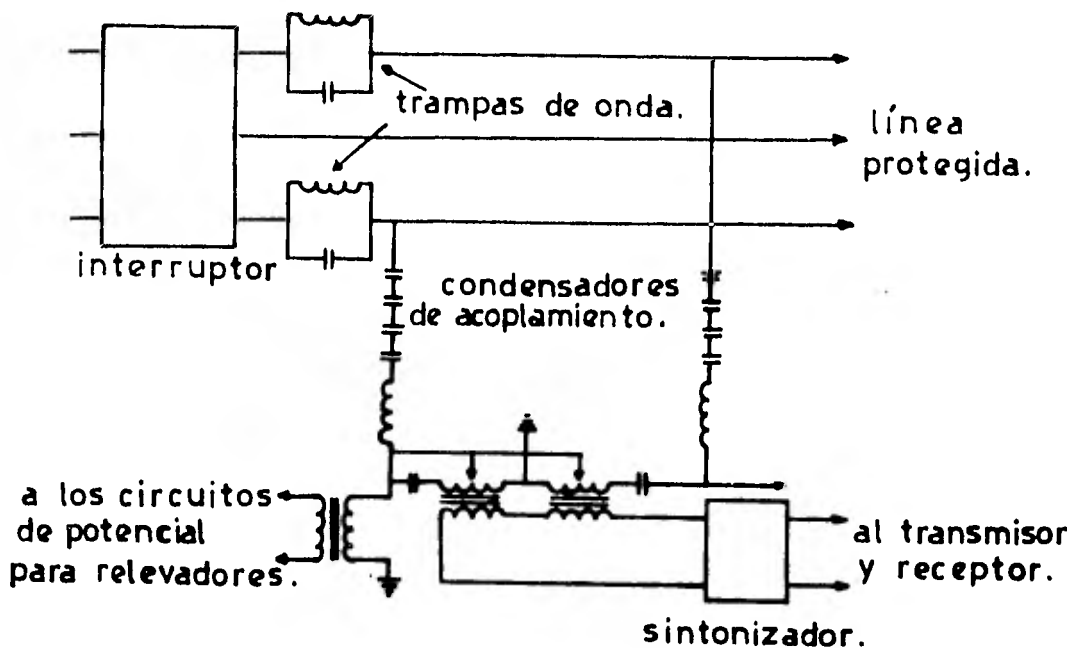 trampas de onda.
línea
protegida.
interruptor
condensadores
de acoplamiento.
a los circuitos
de potencial
para relevadores.
al transmisor
y receptor.
sintonizador.